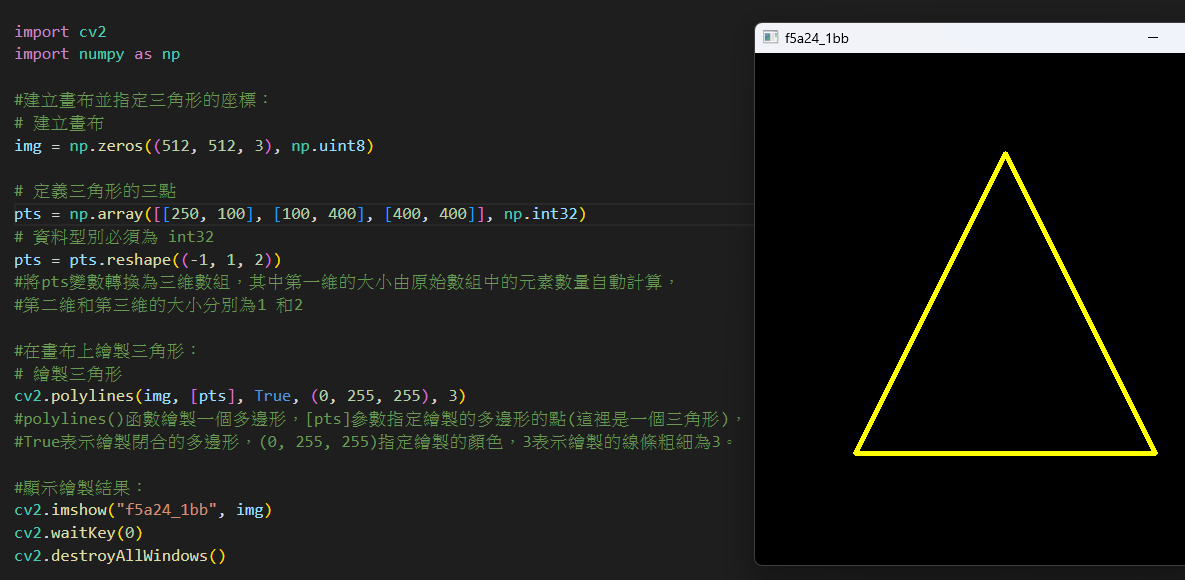 import cv2
import numpy as np
#建立畫布並指定三角形的座標：
# 建立畫布
img = np.zeros((512, 512, 3), np.uint8)
# 定義三角形的三點
pts = np.array([[250, 100], [100, 400], [400, 400]], np.int32)
# 資料型別必須為 int32
pts = pts.reshape((-1, 1, 2))
#將pts變數轉換為三維數組，其中第一維的大小由原始數組中的元素數量自動計算，
#第二維和第三維的大小分別為1 和2
#在畫布上繪製三角形：
# 繪製三角形
cv2.polylines(img, [pts], True, (0, 255, 255), 3)
#polylines()函數繪製一個多邊形，[pts]參數指定繪製的多邊形的點(這裡是一個三角形)，
#True表示繪製閉合的多邊形，(0, 255, 255)指定繪製的顏色，3表示繪製的線條粗細為3。
#顯示繪製結果：
cv2.imshow("f5a24_1bb", img)
cv2.waitKey(0)
cv2.destroyAllWindows()
f5a24_1bb